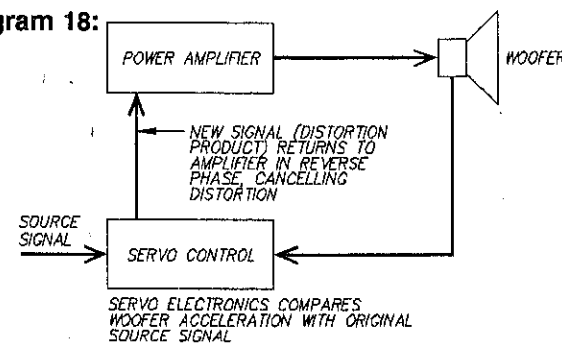 gram 18:
POWER AMPLIFIER
WOOFER
NEW SIGNAL (DISTORTION
PRODUCT) RETURNS TO
AMPLIFIER IN REVERSE
PHASE, CANCELLING
DISTORTION
SOURCE
SIGNAL
SERVO CONTROL
SERVO ELECTRONICS COMPARES
WOOFER ACCELERATION WITH ORIGINAL
SOURCE SIGNAL